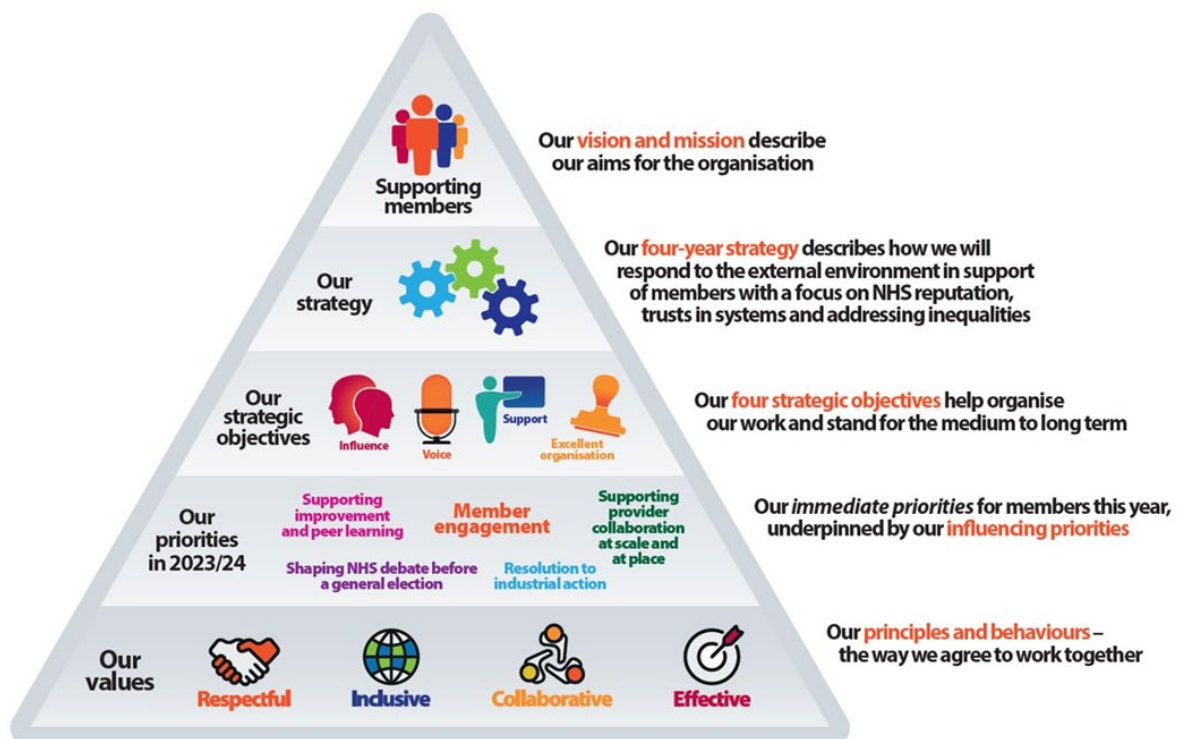 Supporting
members
Our vision and mission describe
our aims for the organisation
Our
strategy
Our four-year strategy describes how we will
respond to the external environment in support
of members with a focus on NHS reputation,
trusts in systems and addressing inequalities
Our
strategic
objectives
Influence
Voice
Support
Excellent
organisation
Our four strategic objectives help organise
our work and stand for the medium to long term
Our
priorities
in 2023/24
Supporting
improvement
and peer learning
Member
engagement
Supporting
provider
collaboration
at scale and
at place
Shaping NHS debate before
a general election
Resolution to
industrial action
Our immediate priorities for members this year,
underpinned by our influencing priorities
Our
values
Respectful
Inclusive
Collaborative
Effective
Our principles and behaviours –
the way we agree to work together